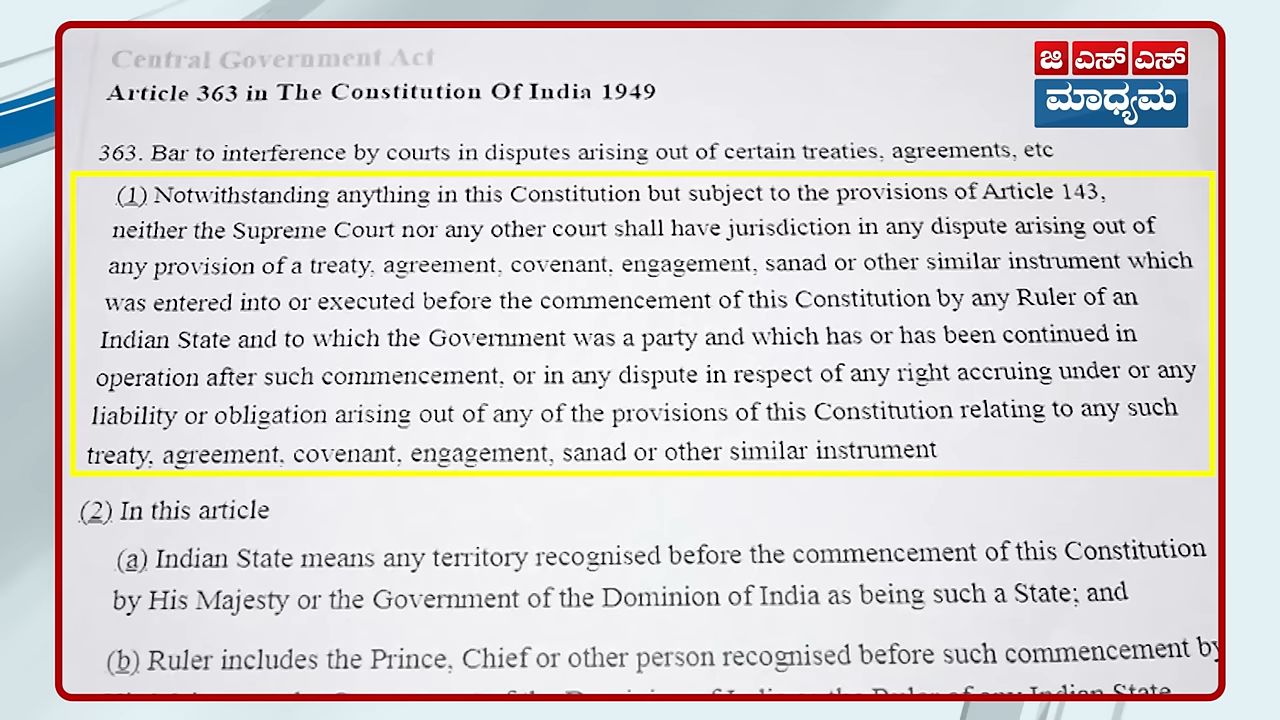 Central Government Act
ಜಿ ಎಸ್ ಎಸ್
ಮಾಧ್ಯಮ
Article 363 in The Constitution Of India 1949
363. Bar to interference by courts in disputes arising out of certain treaties, agreements, etc
(1) Notwithstanding anything in this Constitution but subject to the provisions of Article 143,
neither the Supreme Court nor any other court shall have jurisdiction in any dispute arising out of
any provision of a treaty, agreement, covenant, engagement, sanad or other similar instrument which
was entered into or executed before the commencement of this Constitution by any Ruler of an
Indian State and to which the Government was a party and which has or has been continued in
operation after such commencement, or in any dispute in respect of any right accruing under or any
liability or obligation arising out of any of the provisions of this Constitution relating to any such
treaty, agreement, covenant, engagement, sanad or other similar instrument
(2) In this article
(a) Indian State means any territory recognised before the commencement of this Constitution
by His Majesty or the Government of the Dominion of India as being such a State; and
(b) Ruler includes the Prince, Chief or other person recognised before such commencement by